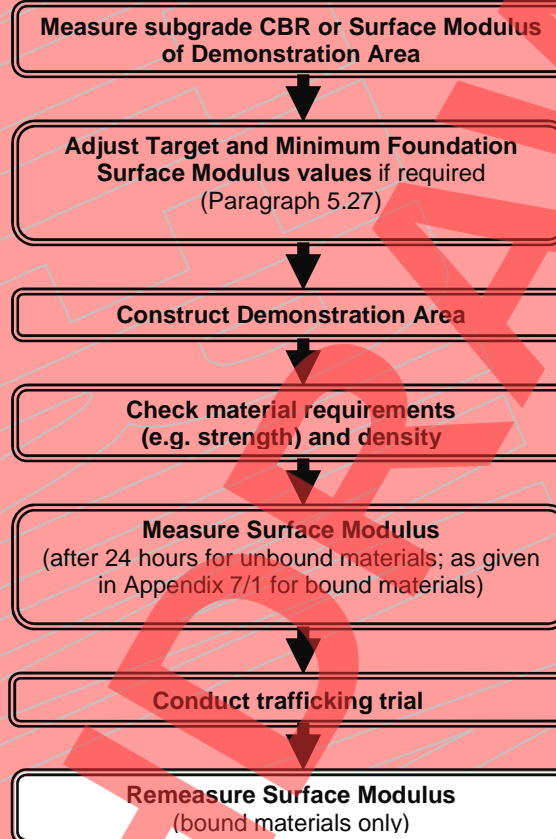 Measure subgrade CBR or Surface Modulus
of Demonstration Area
Adjust Target and Minimum Foundation
Surface Modulus values if required
(Paragraph 5.27)
Construct Demonstration Area
Check material requirements
(e.g. strength) and density
Measure Surface Modulus
(after 24 hours for unbound materials; as given
in Appendix 7/1 for bound materials)
Conduct trafficking trial
Remeasure Surface Modulus
(bound materials only)